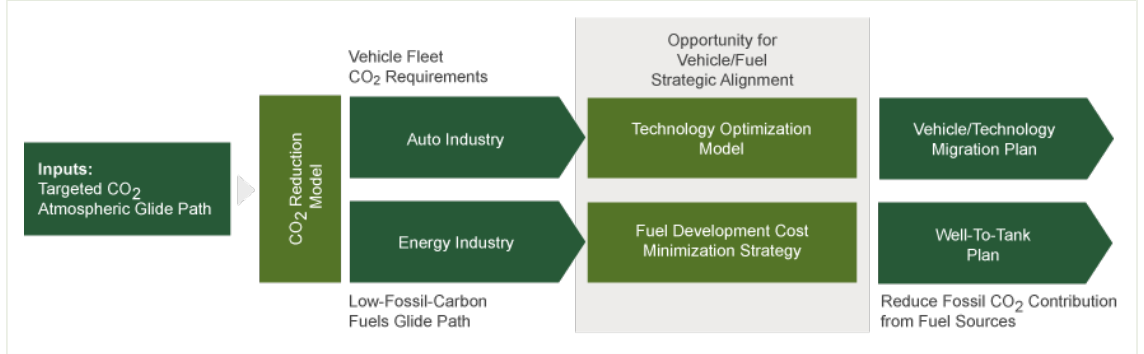 Inputs:
Targeted CO₂
Atmospheric Glide Path
CO₂ Reduction
Model
Vehicle Fleet
CO₂ Requirements
Auto Industry
Energy Industry
Low-Fossil-Carbon
Fuels Glide Path
Opportunity for
Vehicle/Fuel
Strategic Alignment
Technology Optimization
Model
Fuel Development Cost
Minimization Strategy
Vehicle/Technology
Migration Plan
Well-To-Tank
Plan
Reduce Fossil CO₂ Contribution
from Fuel Sources